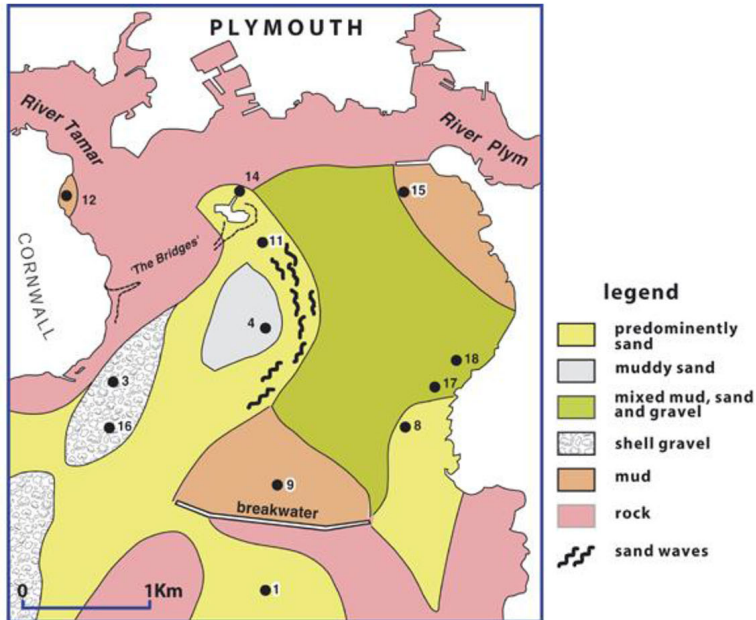 PLYMOUTH
River Tamar
River Plym
14
15
12
11
'The Bridges'
CORNWALL
4
18
3
17
16
8
9
breakwater
1
0
1Km
legend
predominently
sand
muddy sand
mixed mud, sand
and gravel
shell gravel
mud
rock
sand waves